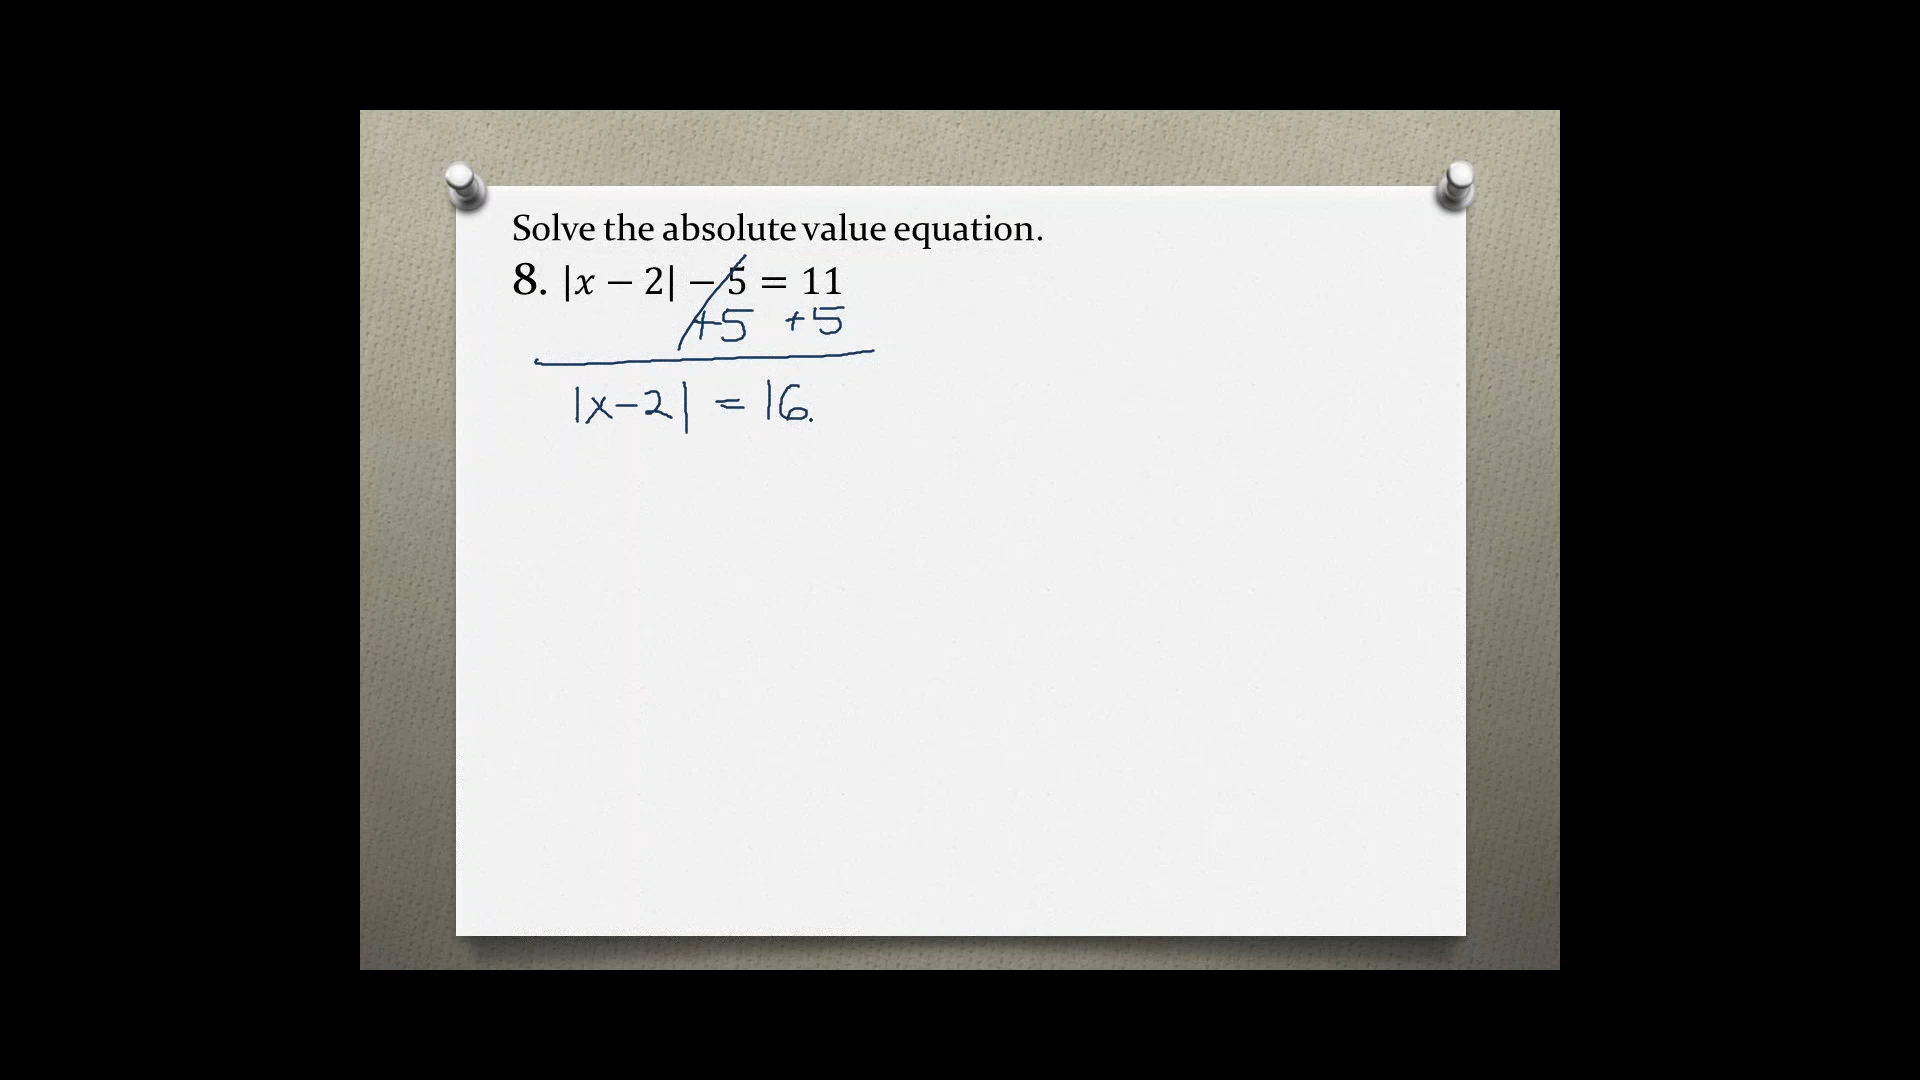 Solve the absolute value equation.
8. |x − 2| − 5 = 11
+5 +5
|x-2| = 16.